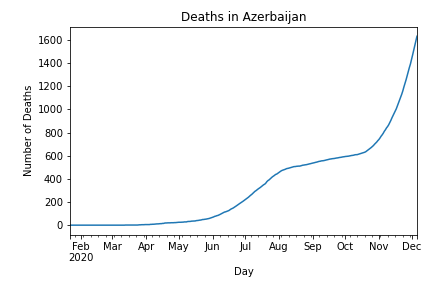 Deaths in Azerbaijan
Number of Deaths
1600
1400
1200
1000
800
600
400
200
0
Feb Mar Apr May Jun Jul Aug Sep Oct Nov Dec
2020
Day